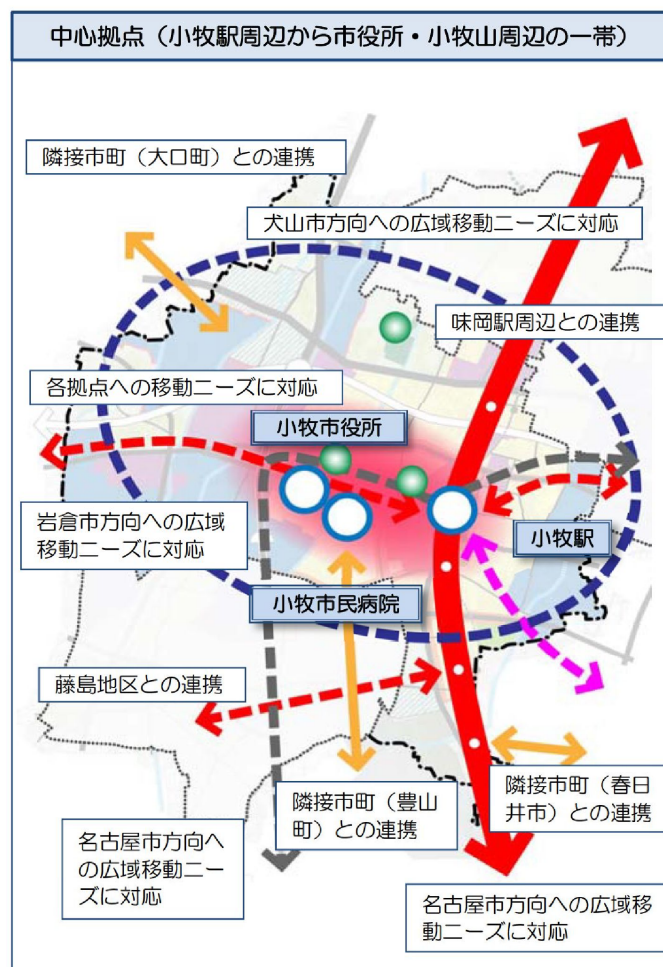 中心拠点（小牧駅周辺から市役所・小牧山周辺の一帯）
隣接市町（大口町）との連携
犬山市方向への広域移動ニーズに対応
味岡駅周辺との連携
各拠点への移動ニーズに対応
小牧市役所
岩倉市方向への広域
移動ニーズに対応
小牧駅
小牧市民病院
藤島地区との連携
隣接市町（豊山
町）との連携
隣接市町（春日
井市）との連携
名古屋市方向へ
の広域移動ニー
ズに対応
名古屋市方向への広域移
動ニーズに対応